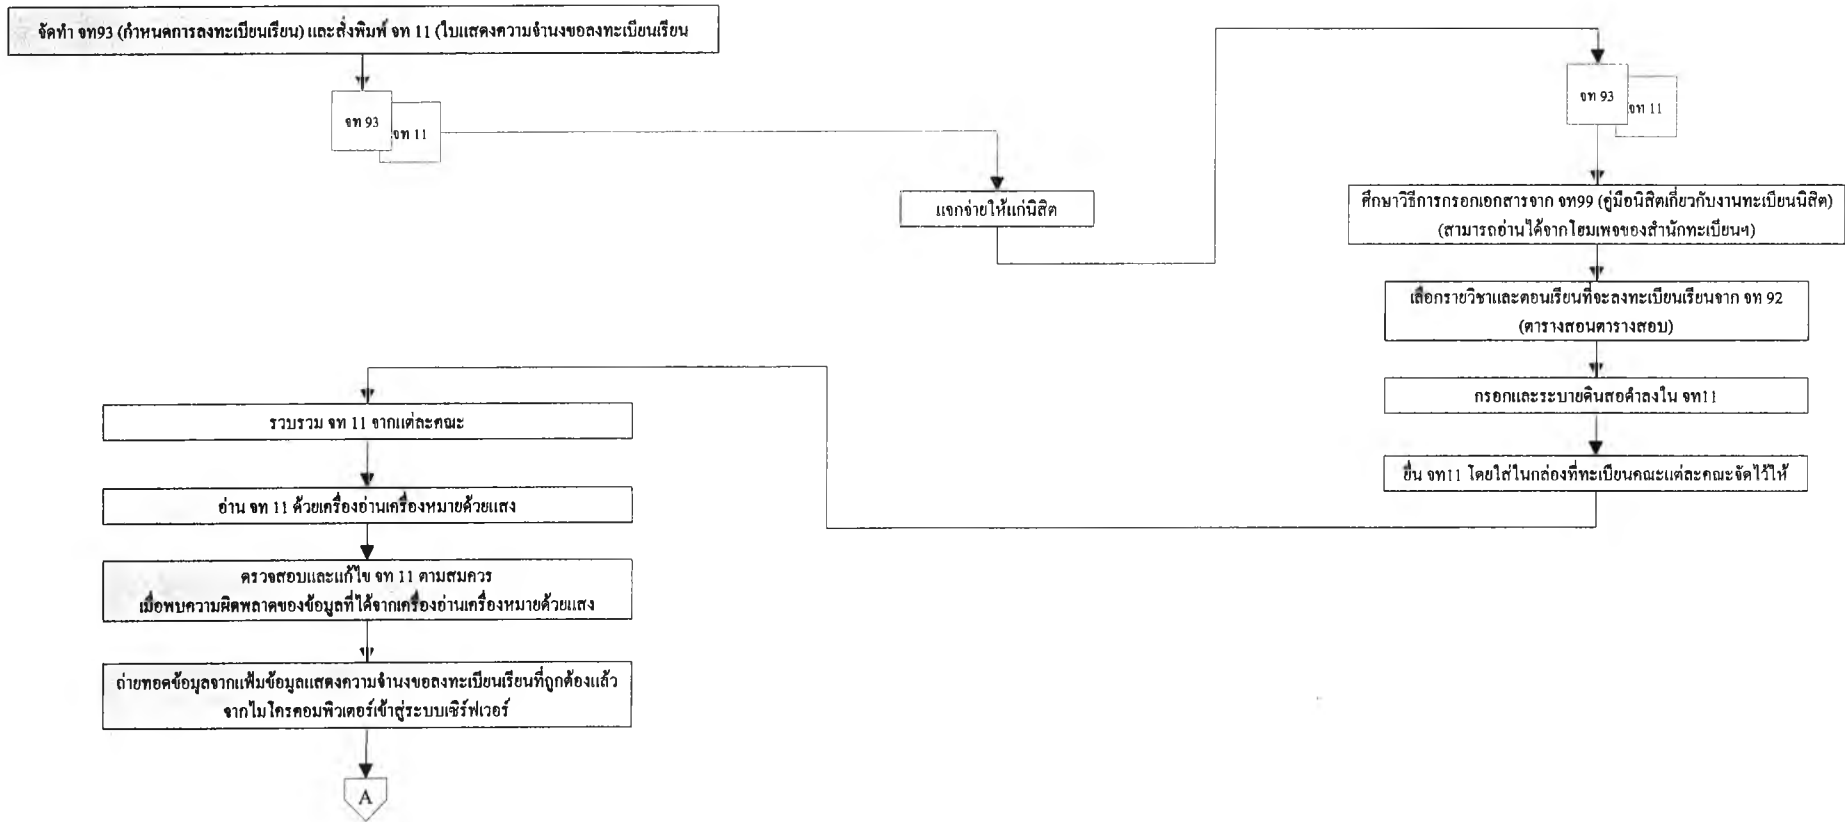 จัดทำ จท93 (กำหนดการลงทะเบียนเรียน) และสั่งพิมพ์ จท 11 (ใบแสดงความจำนงขอลงทะเบียนเรียน
จท 93
จท 11
แจกจ่ายให้แก่นิสิต
จท 93
จท 11
ศึกษาวิธีการกรอกเอกสารจาก จท99 (คู่มือนิสิตเกี่ยวกับงานทะเบียนนิสิต)
(สามารถอ่านได้จากโฮมเพจของสำนักทะเบียนฯ)
เลือกรายวิชาและตอนเรียนที่จะลงทะเบียนเรียนจาก จท 92
(ตารางสอนตารางสอบ)
กรอกและระบายดินสอดำลงใน จท11
ยื่น จท11 โดยใส่ในกล่องที่ทะเบียนคณะแต่ละคณะจัดไว้ให้
รวบรวม จท 11 จากแต่ละคณะ
อ่าน จท 11 ด้วยเครื่องอ่านเครื่องหมายด้วยแสง
ตรวจสอบและแก้ไข จท 11 ตามสมควร
เมื่อพบความผิดพลาดของข้อมูลที่ได้จากเครื่องอ่านเครื่องหมายด้วยแสง
ถ่ายทอดข้อมูลจากแฟ้มข้อมูลแสดงความจำนงขอลงทะเบียนเรียนที่ถูกต้องแล้ว
จากไมโครคอมพิวเตอร์เข้าสู่ระบบเซิร์ฟเวอร์
A